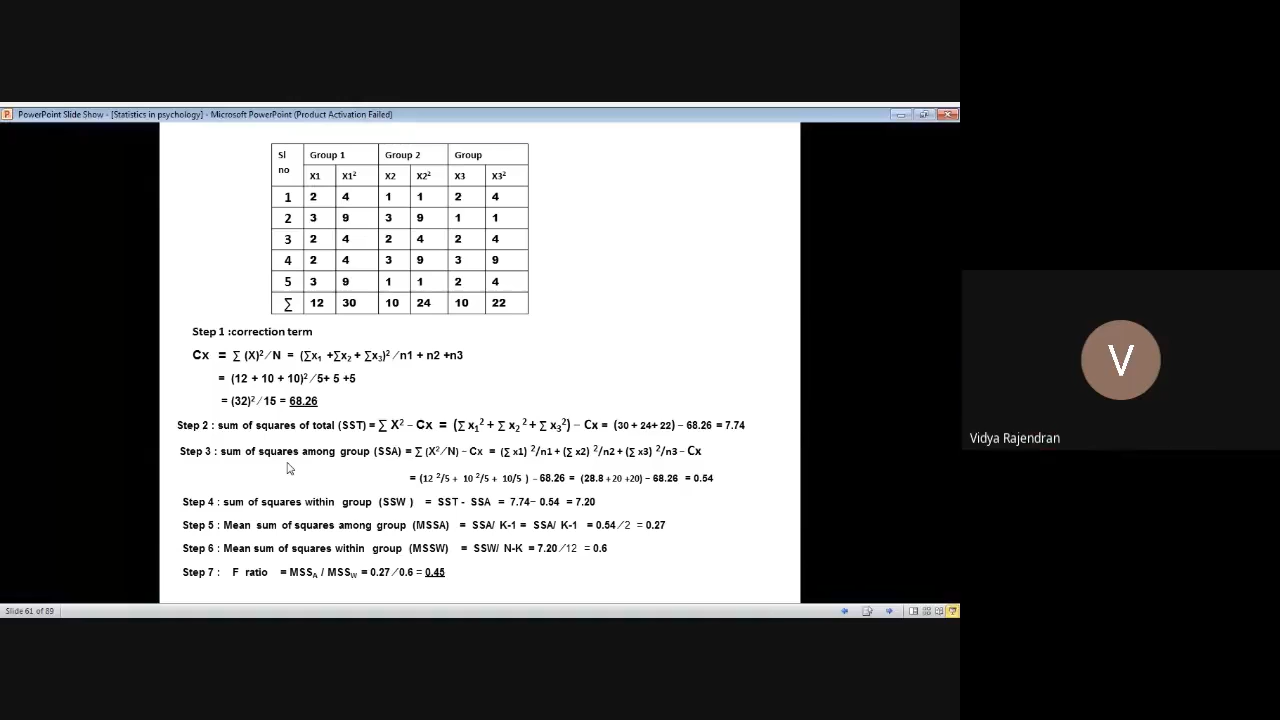 PowerPoint Slide Show - [Statistics in psychology] - Microsoft PowerPoint (Product Activation Failed)
Sl no Group 1 Group 2 Group
X1 X1² X2 X2² X3 X3²
1 2 4 1 1 2 4
2 3 9 3 9 1 1
3 2 4 2 4 2 4
4 2 4 3 9 3 9
5 3 9 1 1 2 4
∑ 12 30 10 24 10 22
Step 1 :correction term
Cx = ∑ (X)² ∕ N = (∑x₁ +∑x₂ + ∑x₃)² ∕ n1 + n2 +n3
= (12 + 10 + 10)² ∕ 5+ 5 +5
= (32)² ∕ 15 = 68.26
Step 2 : sum of squares of total (SST) = ∑ X² – Cx = (∑ x₁² + ∑ x₂² + ∑ x₃²) – Cx = (30 + 24+ 22) – 68.26 = 7.74
Step 3 : sum of squares among group (SSA) = ∑ (X²/N) – Cx = (∑ x1) ²/n1 + (∑ x2) ²/n2 + (∑ x3) ²/n3 – Cx
= (12 ²/5 + 10 ²/5 + 10/5 ) – 68.26 = (28.8 +20 +20) – 68.26 = 0.54
Step 4 : sum of squares within group (SSW ) = SST - SSA = 7.74– 0.54 = 7.20
Step 5 : Mean sum of squares among group (MSSA) = SSA/ K-1 = SSA/ K-1 = 0.54 ∕ 2 = 0.27
Step 6 : Mean sum of squares within group (MSSW) = SSW/ N-K = 7.20 ∕ 12 = 0.6
Step 7 : F ratio = MSSA / MSSW = 0.27 ∕ 0.6 = 0.45
Slide 61 of 89
V
Vidya Rajendran